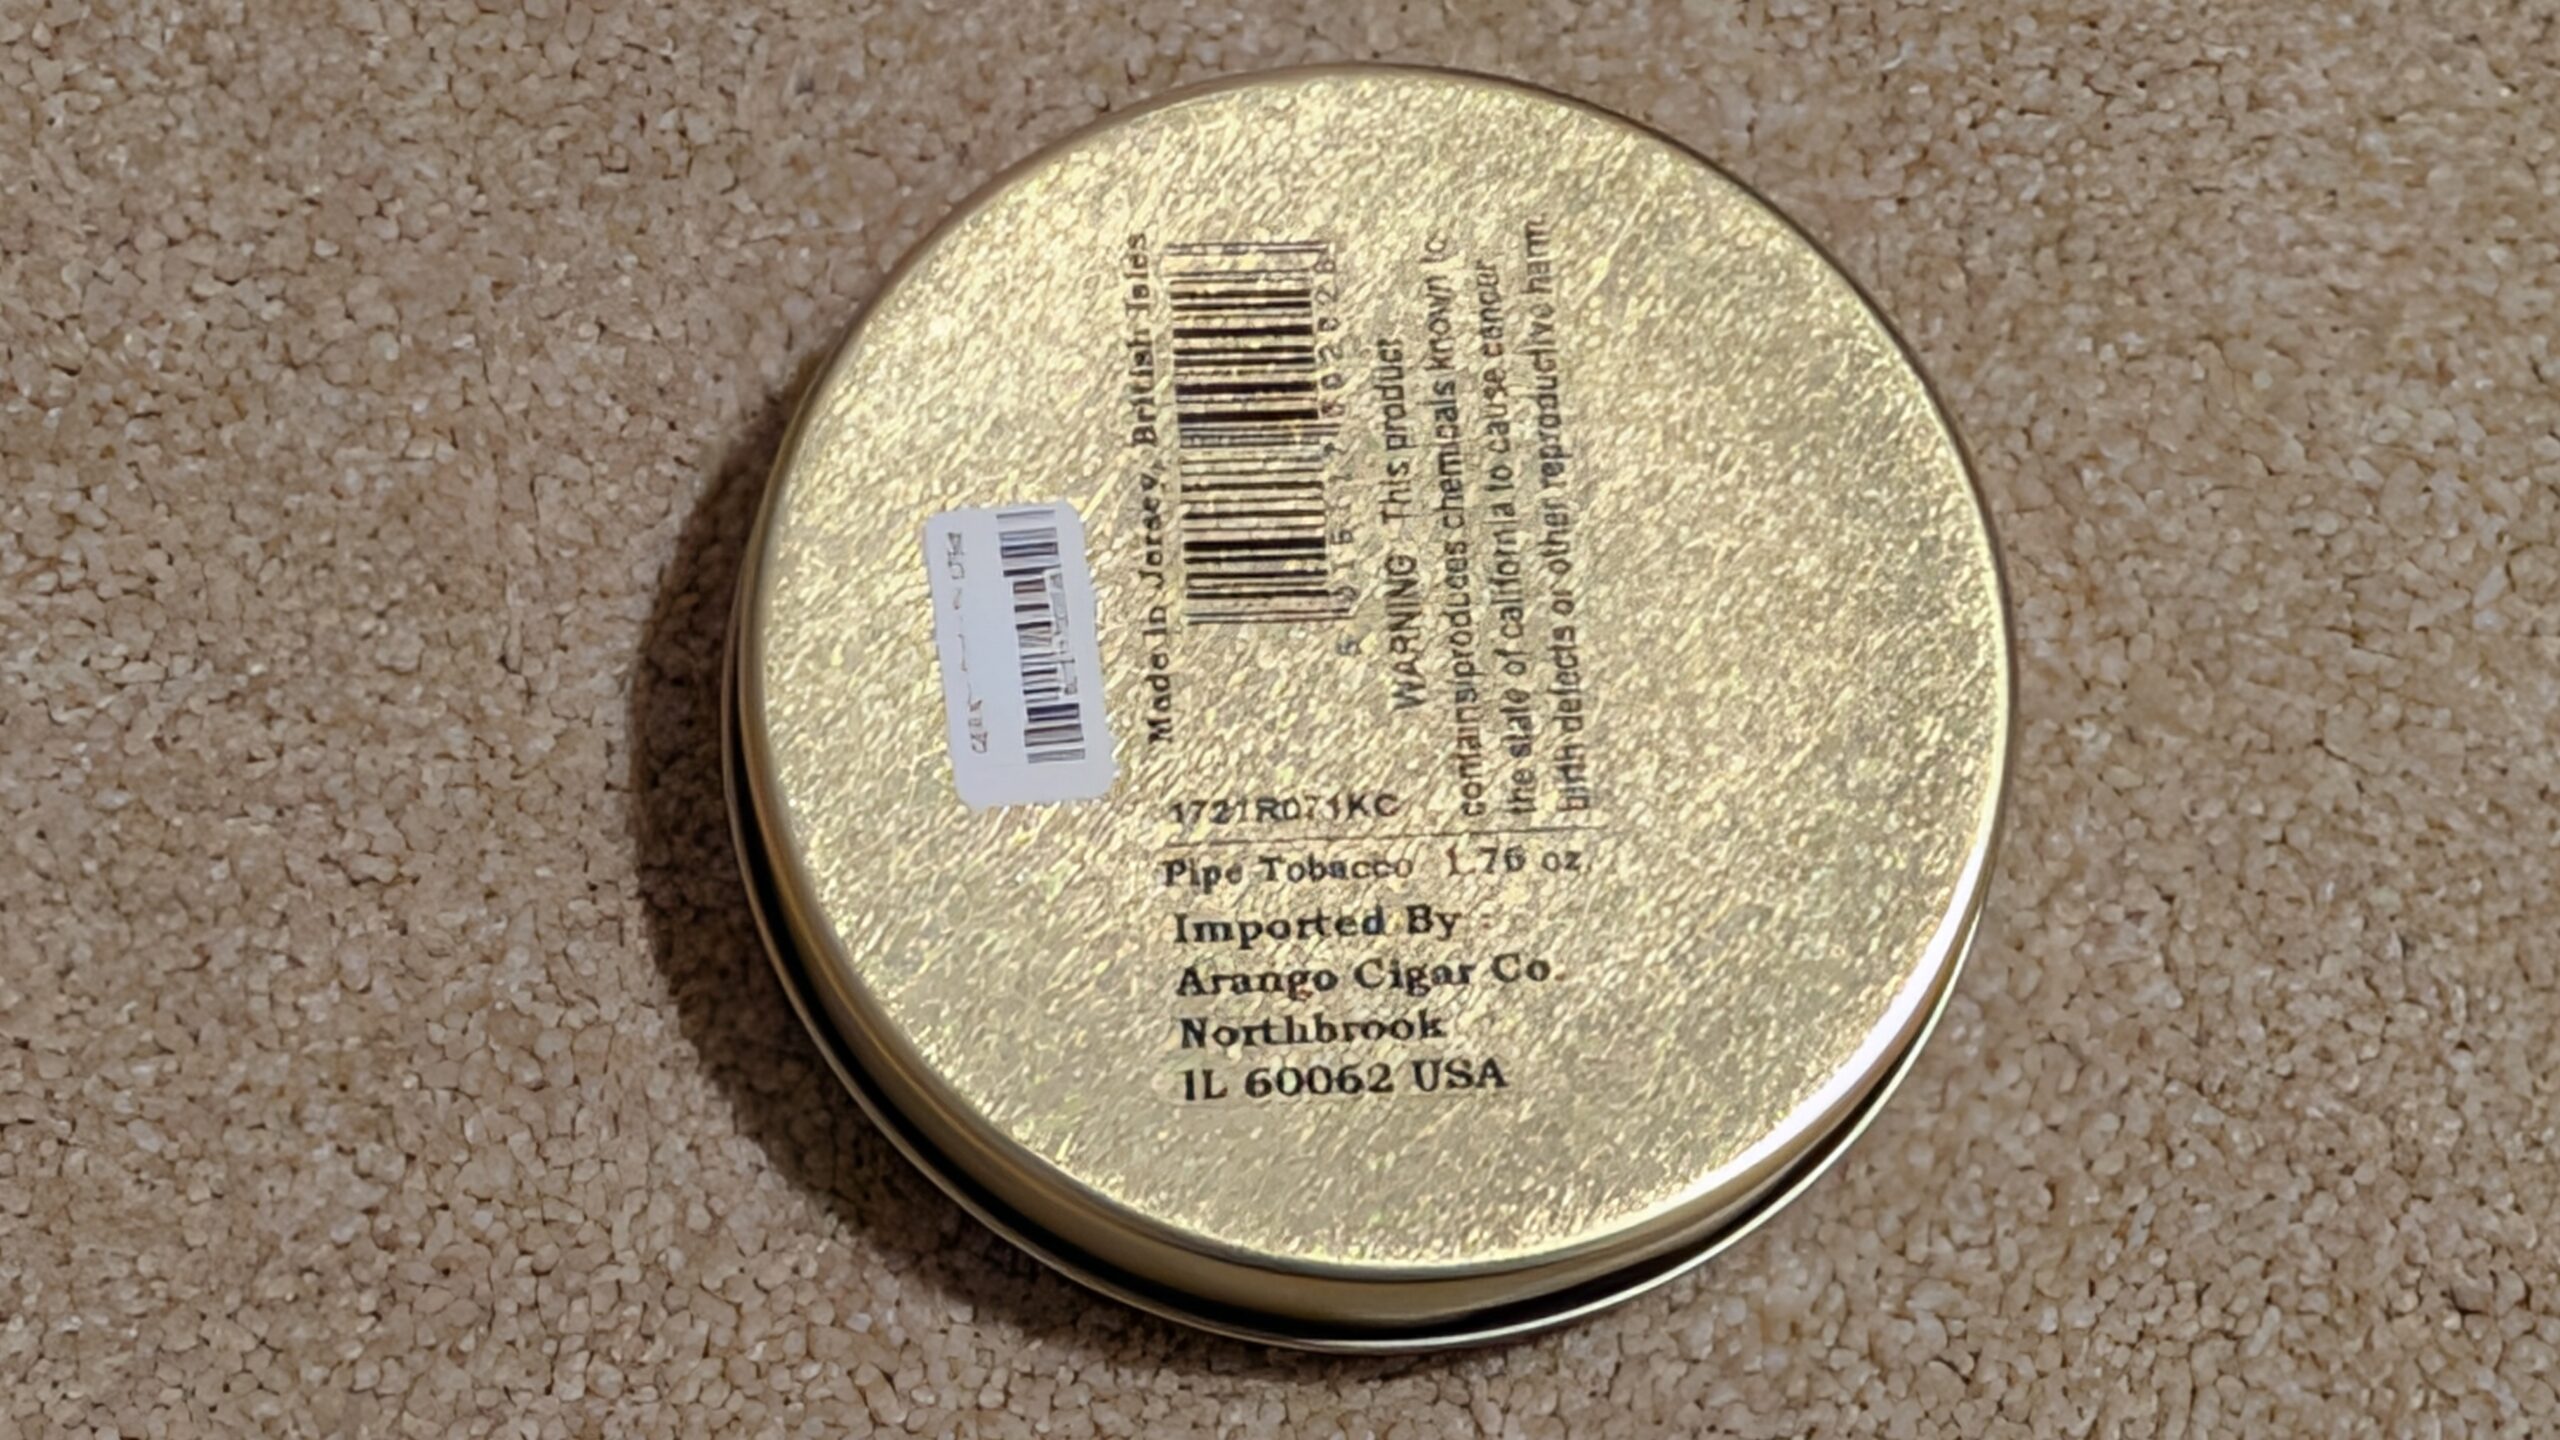 Made in Jersey, British Isles
WARNING This product
contains/produces chemicals known to
the state of california to cause cancer
birth defects or other reproductive harm
1721R071KC
Pipe Tobacco 1.76 oz.
Imported By
Arango Cigar Co.
Northbrook
IL 60062 USA